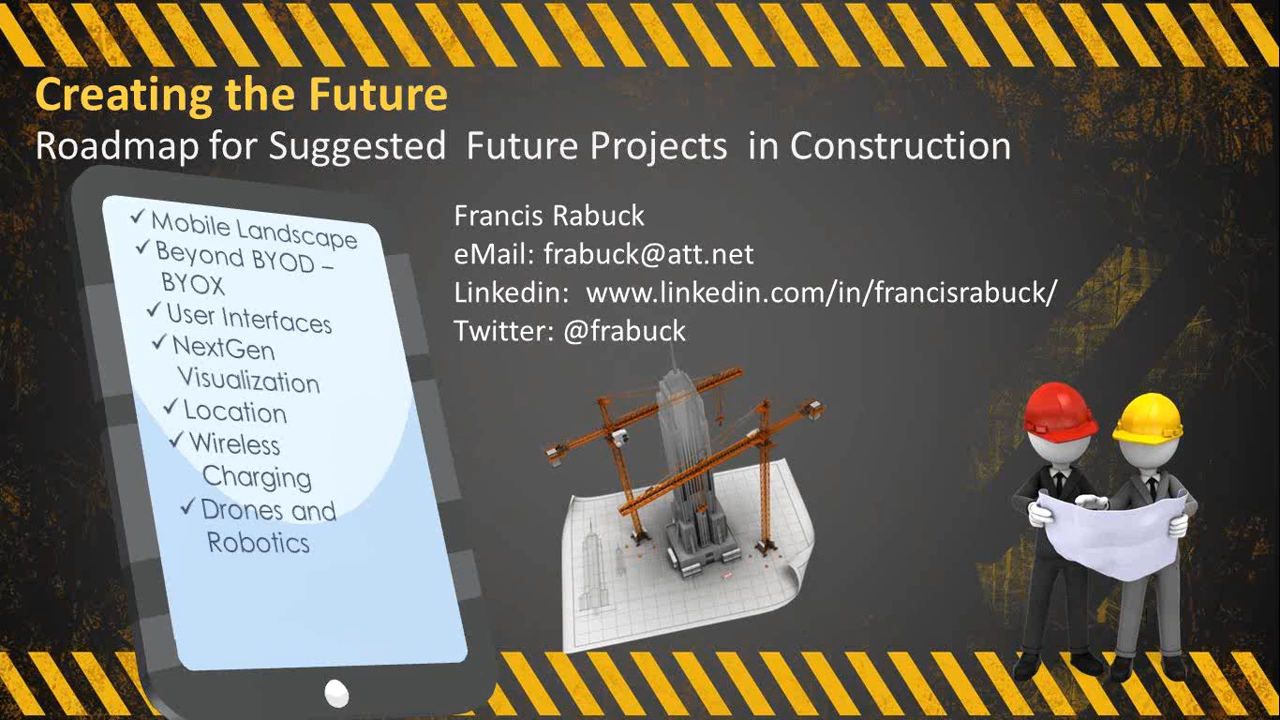 Creating the Future
Roadmap for Suggested Future Projects in Construction
✓ Mobile Landscape
✓ Beyond BYOD –
BYOX
✓ User Interfaces
✓ NextGen
Visualization
✓ Location
✓ Wireless
Charging
✓ Drones and
Robotics
Francis Rabuck
eMail: frabuck@att.net
Linkedin: www.linkedin.com/in/francisrabuck/
Twitter: @frabuck